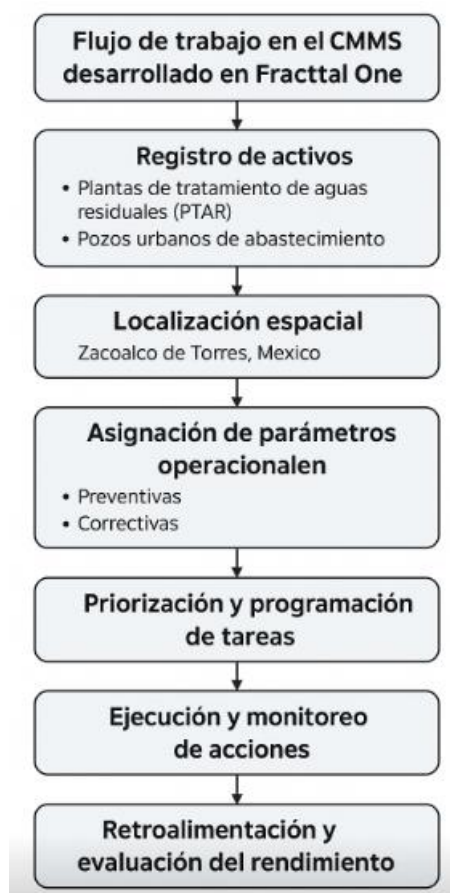 Flujo de trabajo en el CMMS
desarrollado en Fracttal One
Registro de activos
• Plantas de tratamiento de aguas
residuales (PTAR)
• Pozos urbanos de abastecimiento
Localización espacial
Zacoalco de Torres, Mexico
Asignación de parámetros
operacionalen
• Preventivas
• Correctivas
Priorización y programación
de tareas
Ejecución y monitoreo
de acciones
Retroalimentación y
evaluación del rendimiento